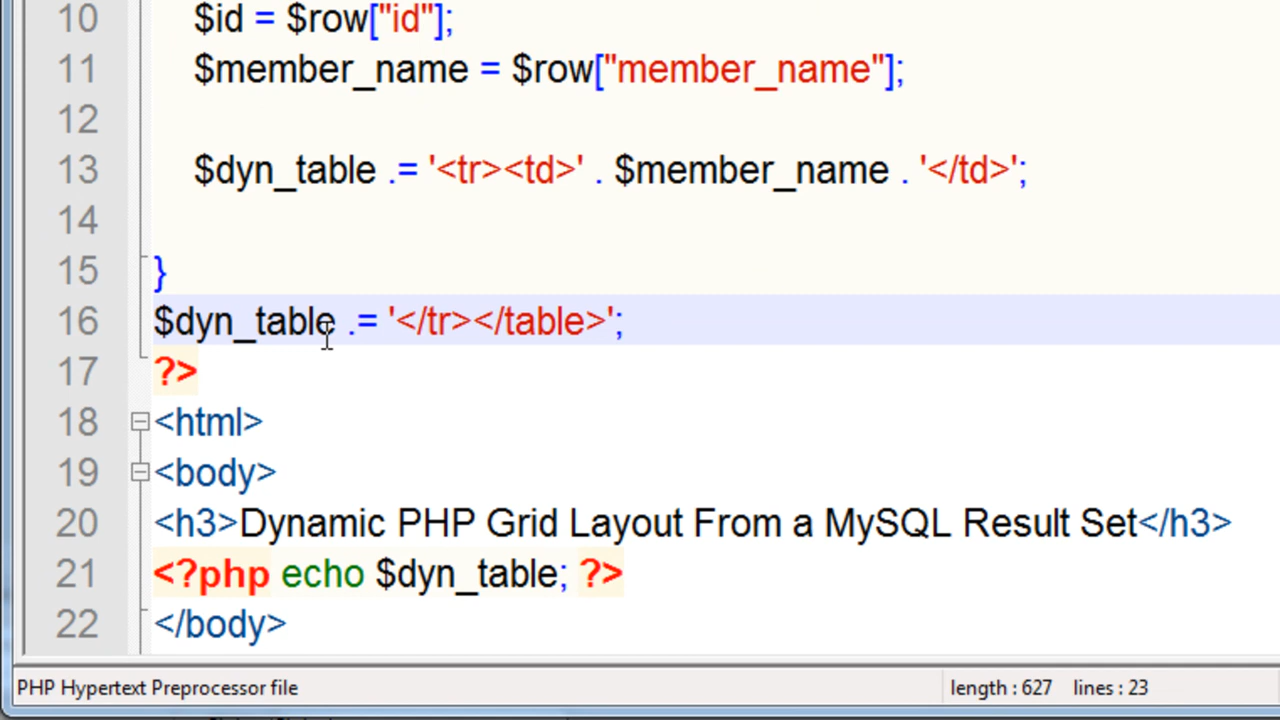 10 $id = $row["id"];
11 $member_name = $row["member_name"];
12
13 $dyn_table .= '<tr><td>' . $member_name . '</td>';
14
15 }
16 $dyn_table .= '</tr></table>';
17 ?>
18 <html>
19 <body>
20 <h3>Dynamic PHP Grid Layout From a MySQL Result Set</h3>
21 <?php echo $dyn_table; ?>
22 </body>
PHP Hypertext Preprocessor file length : 627 lines : 23